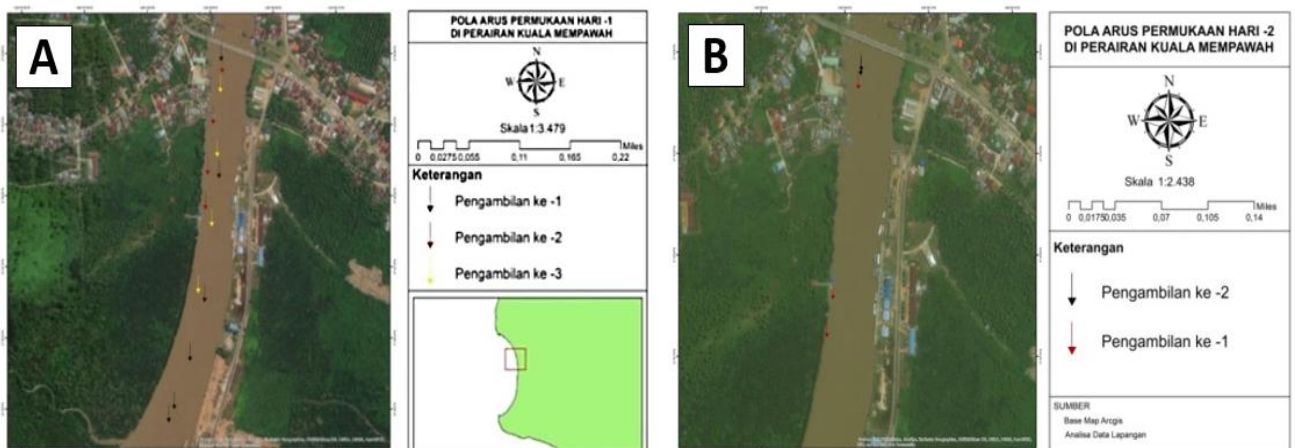 A
POLA ARUS PERMUKAAN HARI -1
DI PERAIRAN KUALA MEMPAWAH
N
W E
S
Skala 1:3.479
Miles
0 0,0275 0,055 0,11 0,165 0,22
Keterangan
Pengambilan ke -1
Pengambilan ke -2
Pengambilan ke -3
B
POLA ARUS PERMUKAAN HARI -2
DI PERAIRAN KUALA MEMPAWAH
N
W E
S
Skala 1:2.438
Miles
0 0,0175 0,035 0,07 0,105 0,14
Keterangan
Pengambilan ke -2
Pengambilan ke -1
SUMBER
Base Map Arcgis
Analisa Data Lapangan